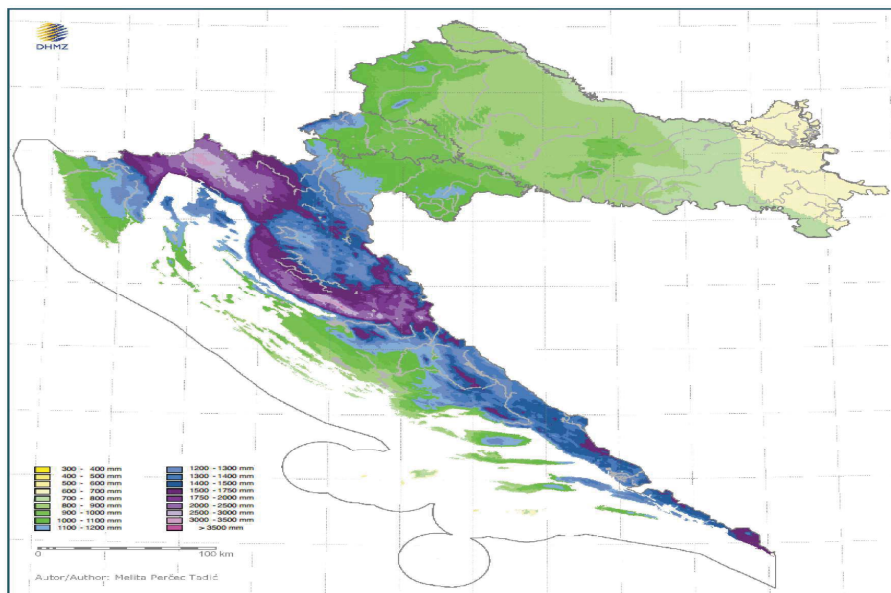 DHMZ
300 - 400 mm
400 - 500 mm
500 - 600 mm
600 - 700 mm
700 - 800 mm
800 - 900 mm
900 - 1000 mm
1000 - 1100 mm
1100 - 1200 mm
1200 - 1300 mm
1300 - 1400 mm
1400 - 1500 mm
1500 - 1750 mm
1750 - 2000 mm
2000 - 2500 mm
2500 - 3000 mm
3000 - 3500 mm
> 3500 mm
0 100 km
Autor/Author: Melita Perčec Tadić